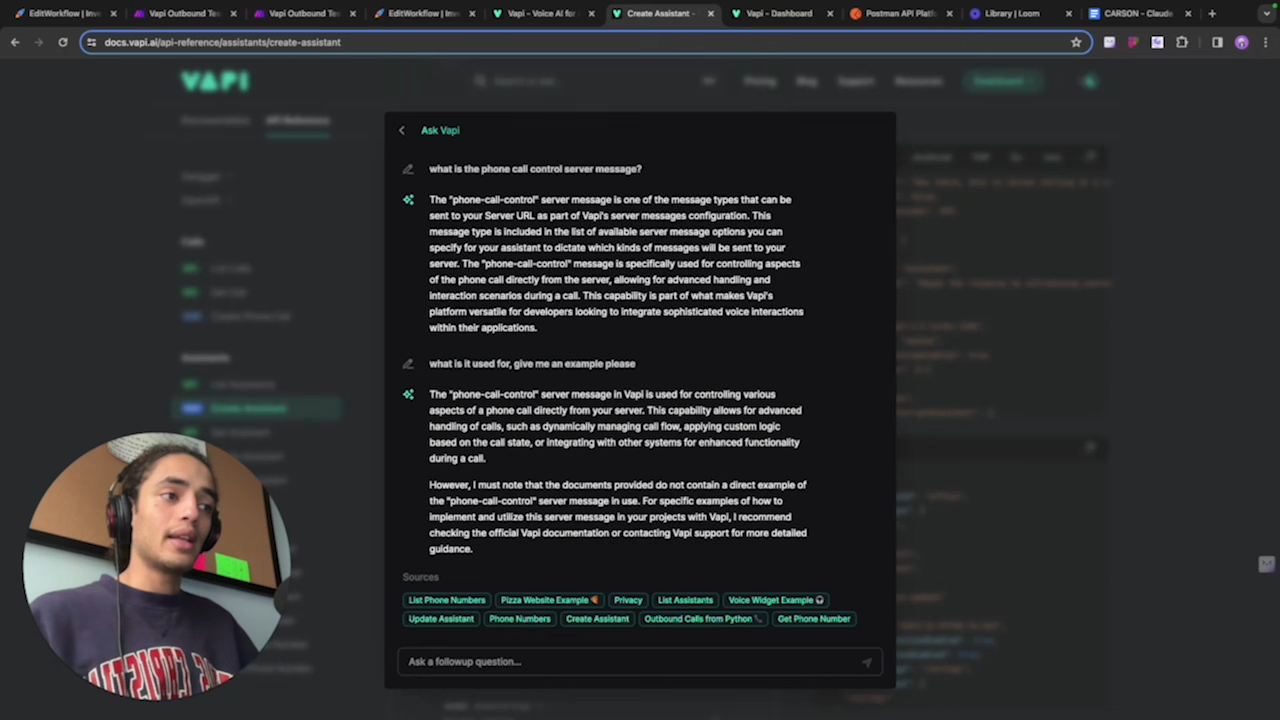 EditWorkflow | Inve
Vapi Outbound Tes
Vapi Outbound Tes
EditWorkflow | Inve
Vapi - Voice AI for
Create Assistant -
Vapi - Dashboard
Postman API Platfo
Library | Loom
CARSON - Claude
docs.vapi.ai/api-reference/assistants/create-assistant
VAPI
Pricing
Blog
Support
Resources
Dashboard
Documentation
API Reference
Ask Vapi
what is the phone call control server message?
The "phone-call-control" server message is one of the message types that can be
sent to your Server URL as part of Vapi's server messages configuration. This
message type is included in the list of available server message options you can
specify for your assistant to dictate which kinds of messages will be sent to your
server. The "phone-call-control" message is specifically used for controlling aspects
of the phone call directly from the server, allowing for advanced handling and
interaction scenarios during a call. This capability is part of what makes Vapi's
platform versatile for developers looking to integrate sophisticated voice interactions
within their applications.
what is it used for, give me an example please
The "phone-call-control" server message in Vapi is used for controlling various
aspects of a phone call directly from your server. This capability allows for advanced
handling of calls, such as dynamically managing call flow, applying custom logic
based on the call state, or integrating with other systems for enhanced functionality
during a call.
However, I must note that the documents provided do not contain a direct example of
the "phone-call-control" server message in use. For specific examples of how to
implement and utilize this server message in your projects with Vapi, I recommend
checking the official Vapi documentation or contacting Vapi support for more detailed
guidance.
Sources
List Phone Numbers
Pizza Website Example 🍕
Privacy
List Assistants
Voice Widget Example
Update Assistant
Phone Numbers
Create Assistant
Outbound Calls from Python 📞
Get Phone Number
Ask a followup question...
Create Assistant